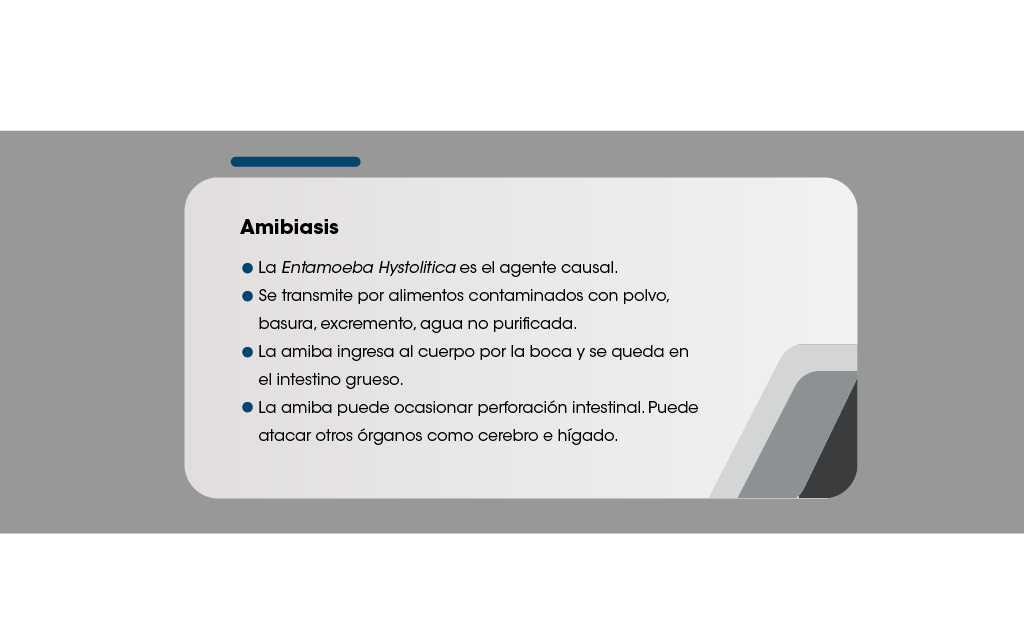 Amibiasis
La Entamoeba Hystolitica es el agente causal.
Se transmite por alimentos contaminados con polvo,
basura, excremento, agua no purificada.
La amiba ingresa al cuerpo por la boca y se queda en
el intestino grueso.
La amiba puede ocasionar perforación intestinal. Puede
atacar otros órganos como cerebro e hígado.